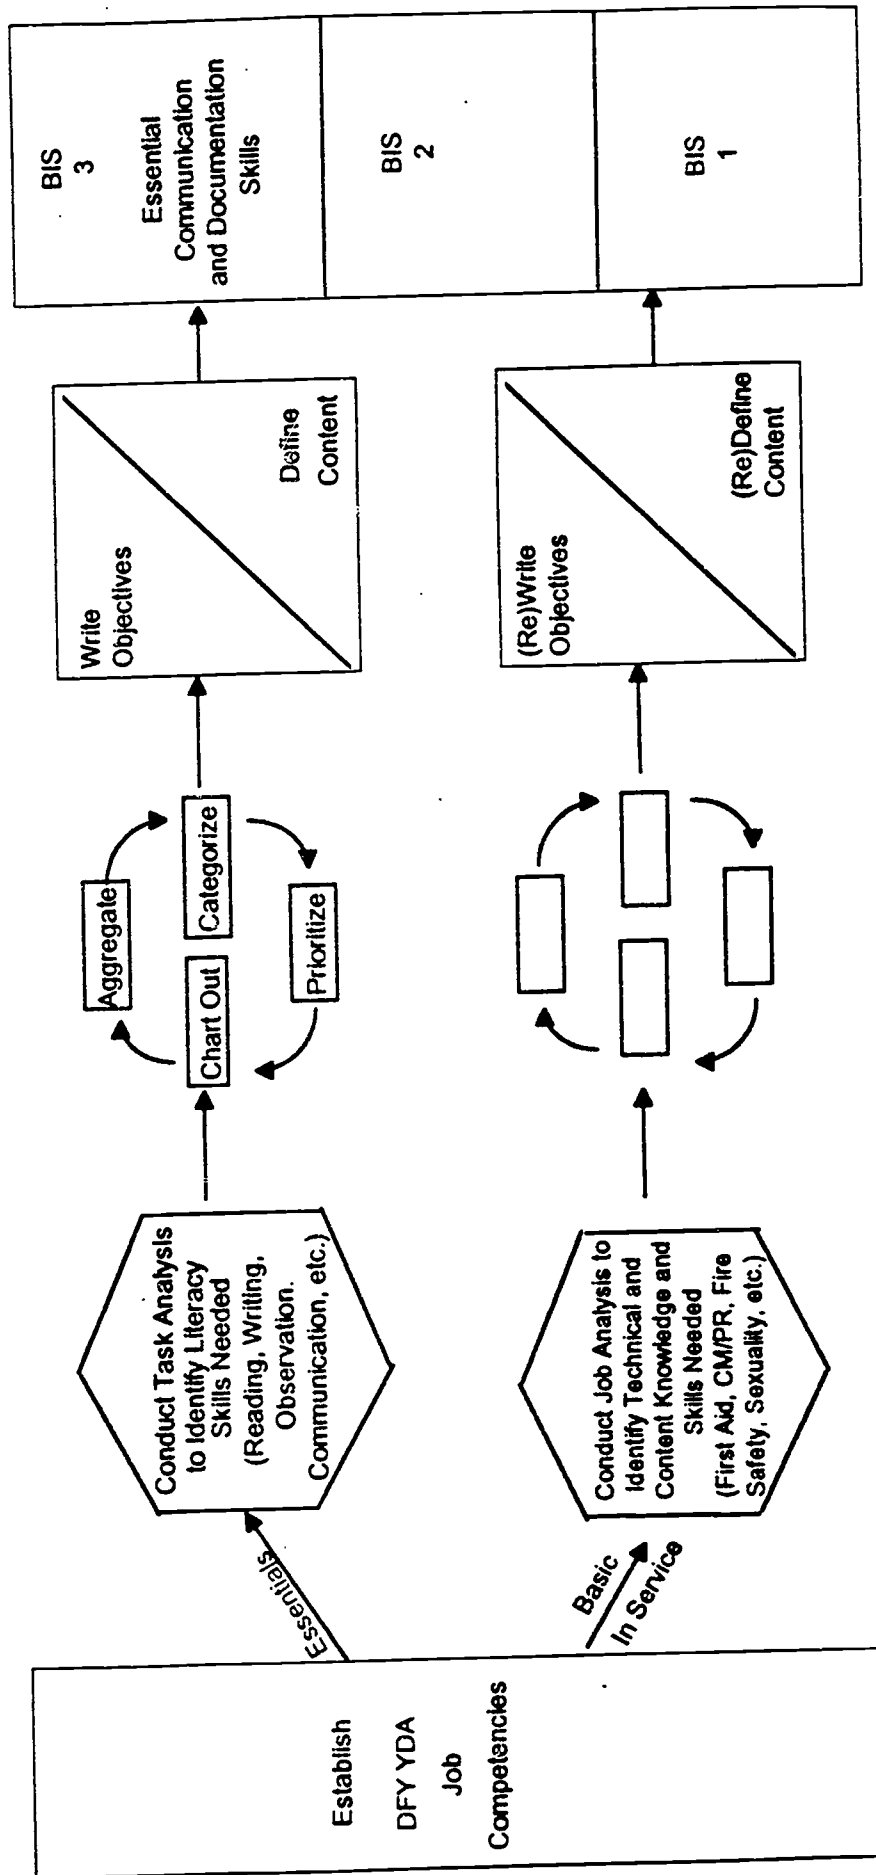 Establish
DFY YDA
Job
Competencies
Essentials
Basic
In Service
Conduct Task Analysis
to Identify Literacy
Skills Needed
(Reading, Writing,
Observation.
Communication, etc.)
Conduct Job Analysis to
Identify Technical and
Content Knowledge and
Skills Needed
(First Aid, CM/PR, Fire
Safety, Sexuality, etc.)
Aggregate
Chart Out
Categorize
Prioritize
Write
Objectives
Define
Content
(Re)Write
Objectives
(Re)Define
Content
BIS
3
Essential
Communication
and Documentation
Skills
BIS
2
BIS
1